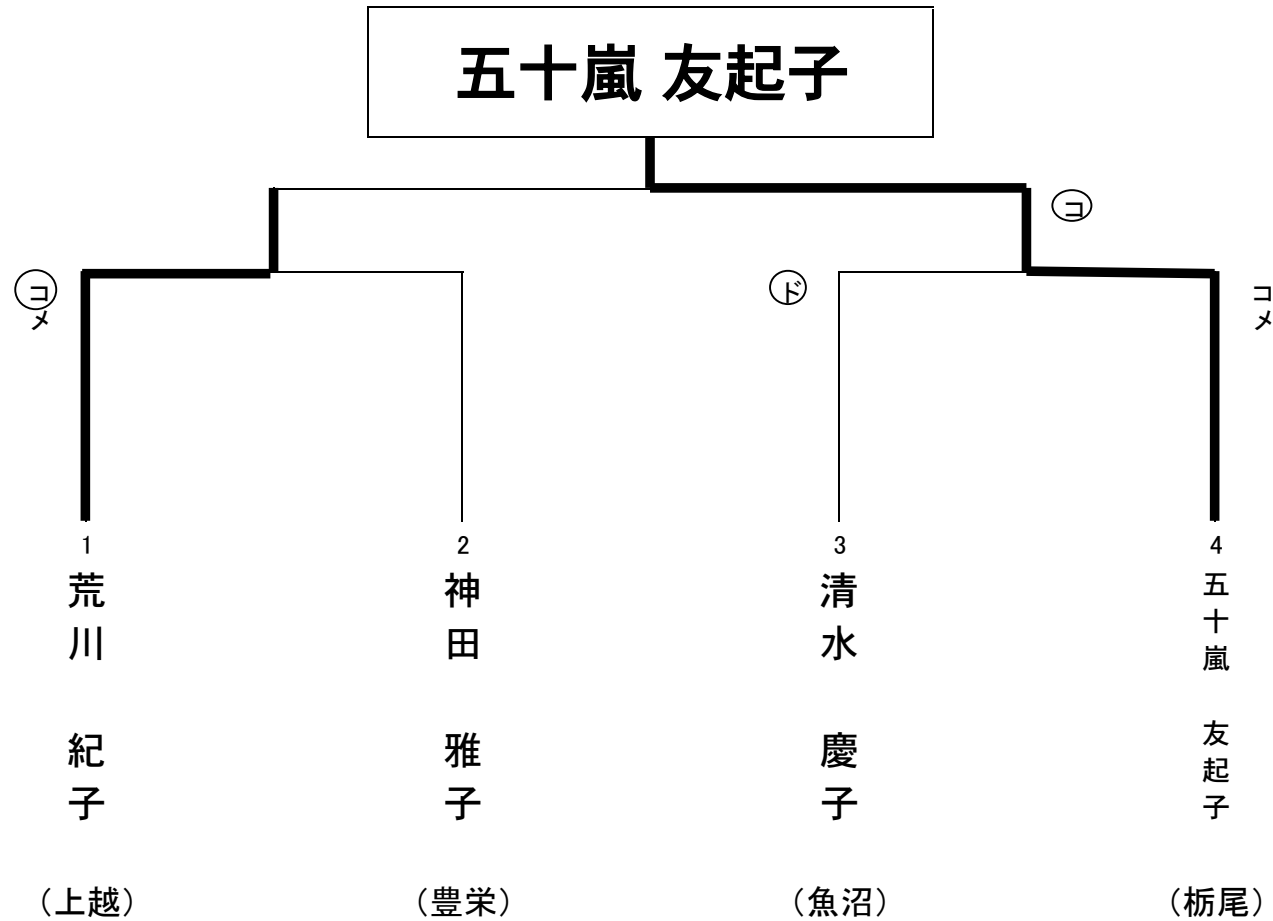 五十嵐 友起子
コ
コメ
ド
コメ
1
2
3
4
荒川 紀子
神田 雅子
清水 慶子
五十嵐 友起子
（上越）
（豊栄）
（魚沼）
（栃尾）